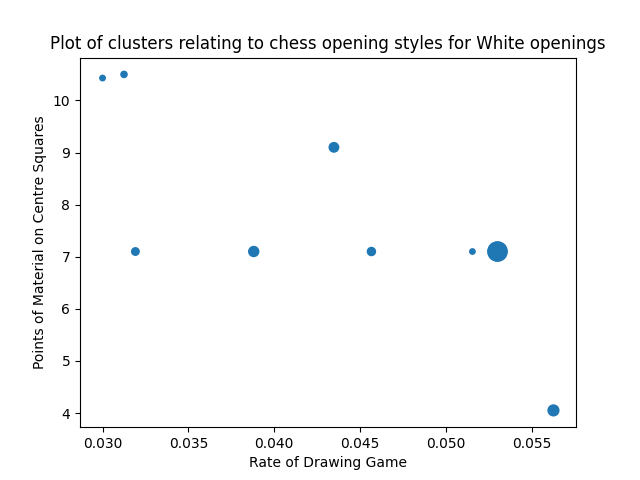 Plot of clusters relating to chess opening styles for White openings
10
9
8
7
6
5
4
Points of Material on Centre Squares
0.030 0.035 0.040 0.045 0.050 0.055
Rate of Drawing Game